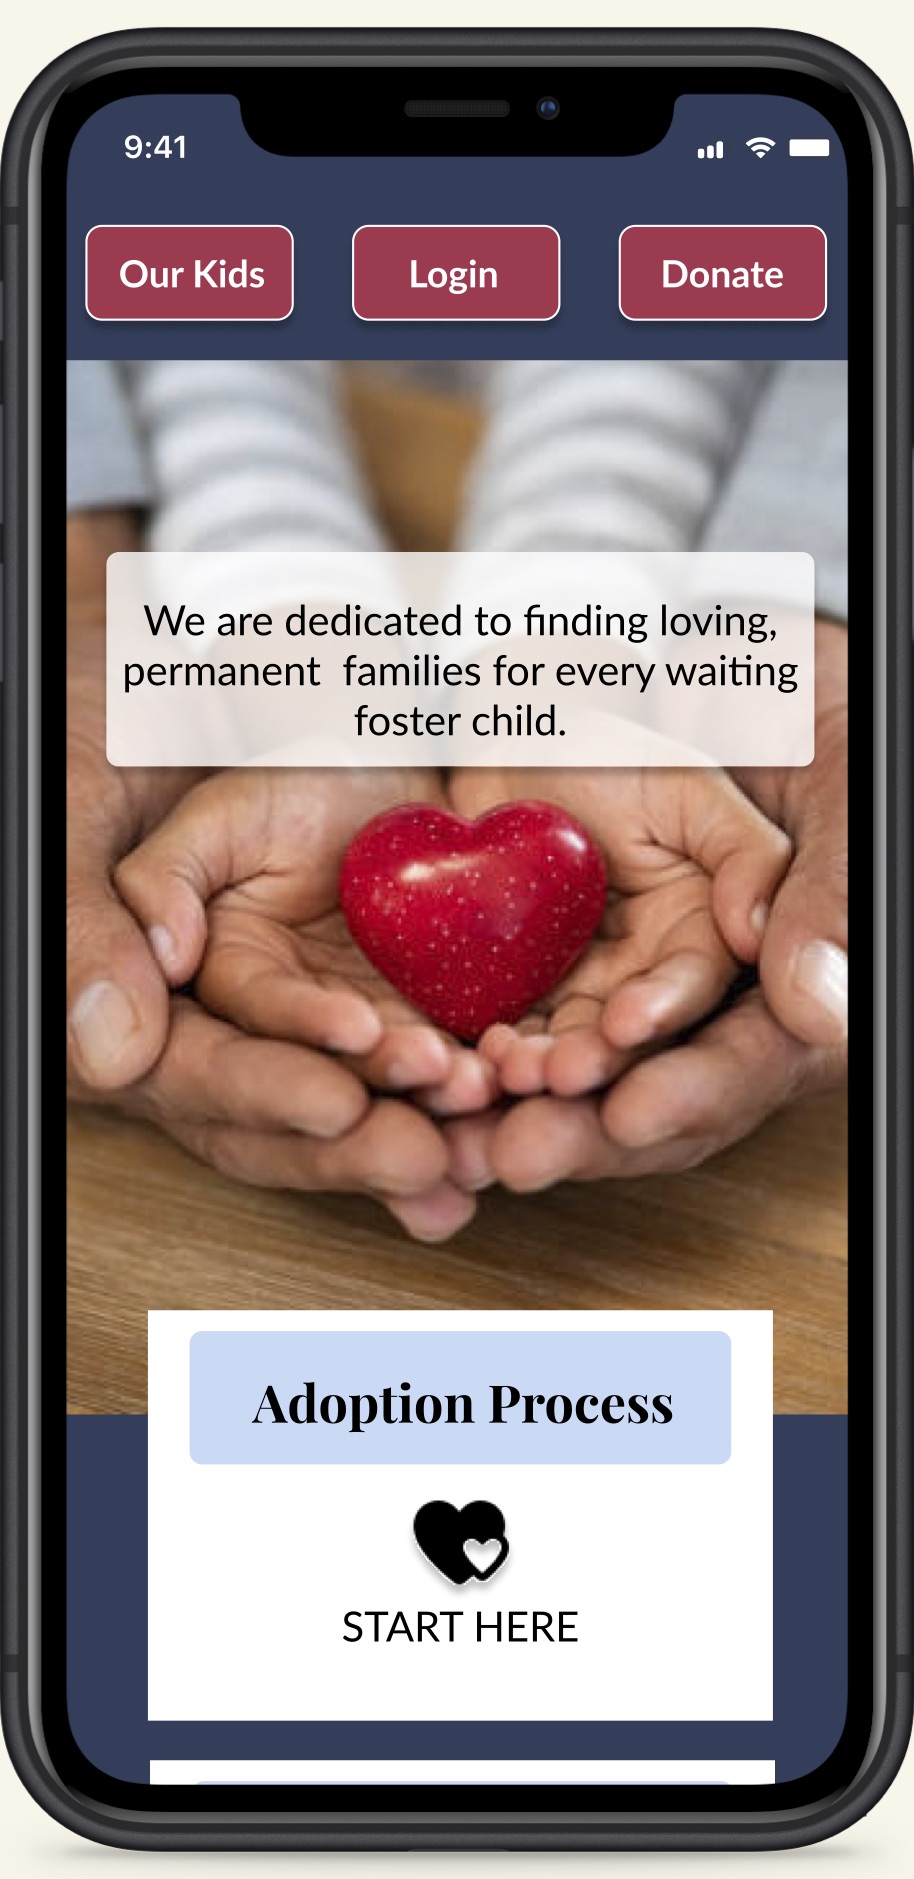 9:41
Our Kids
Login
Donate
We are dedicated to finding loving,
permanent  families for every waiting
foster child.
Adoption Process
START HERE